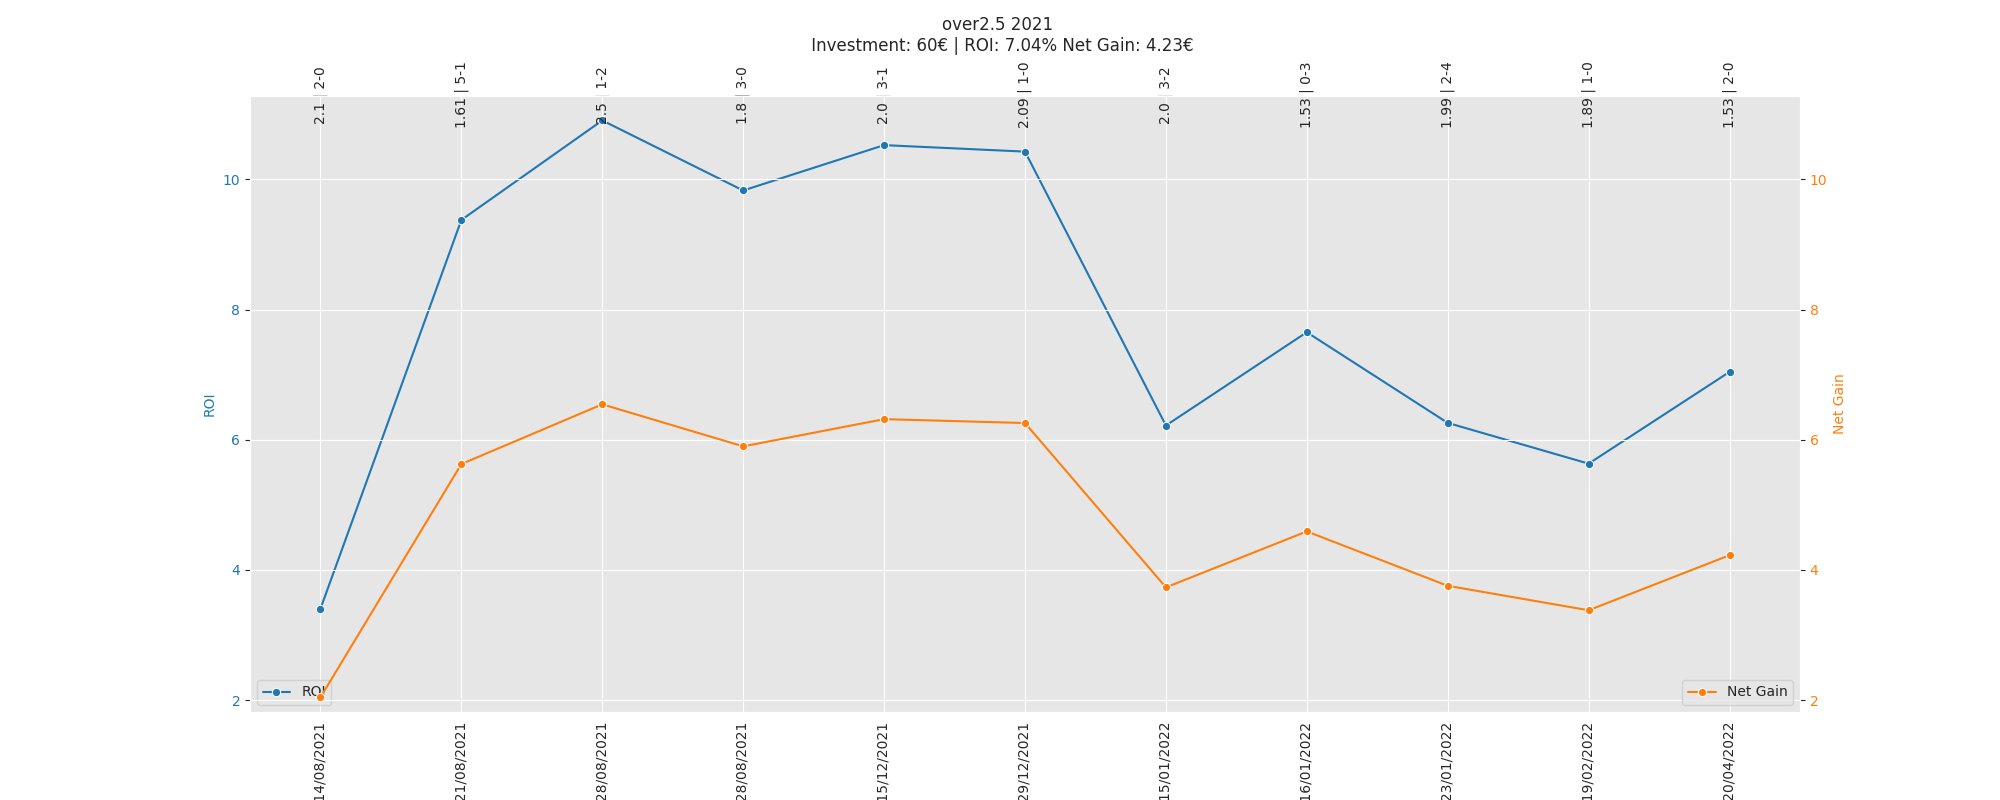 over2.5 2021
Investment: 60€ | ROI: 7.04% Net Gain: 4.23€
2.1 | 2-0
1.61 | 5-1
1-2
1.8 | 3-0
2.0 | 3-1
2.09 | 1-0
2.0 | 3-2
1.53 | 0-3
1.99 | 2-4
1.89 | 1-0
1.53 | 2-0
10
8
6
4
2
ROI
10
8
6
4
2
Net Gain
ROI
Net Gain
14/08/2021
21/08/2021
28/08/2021
28/08/2021
15/12/2021
29/12/2021
15/01/2022
16/01/2022
23/01/2022
19/02/2022
20/04/2022